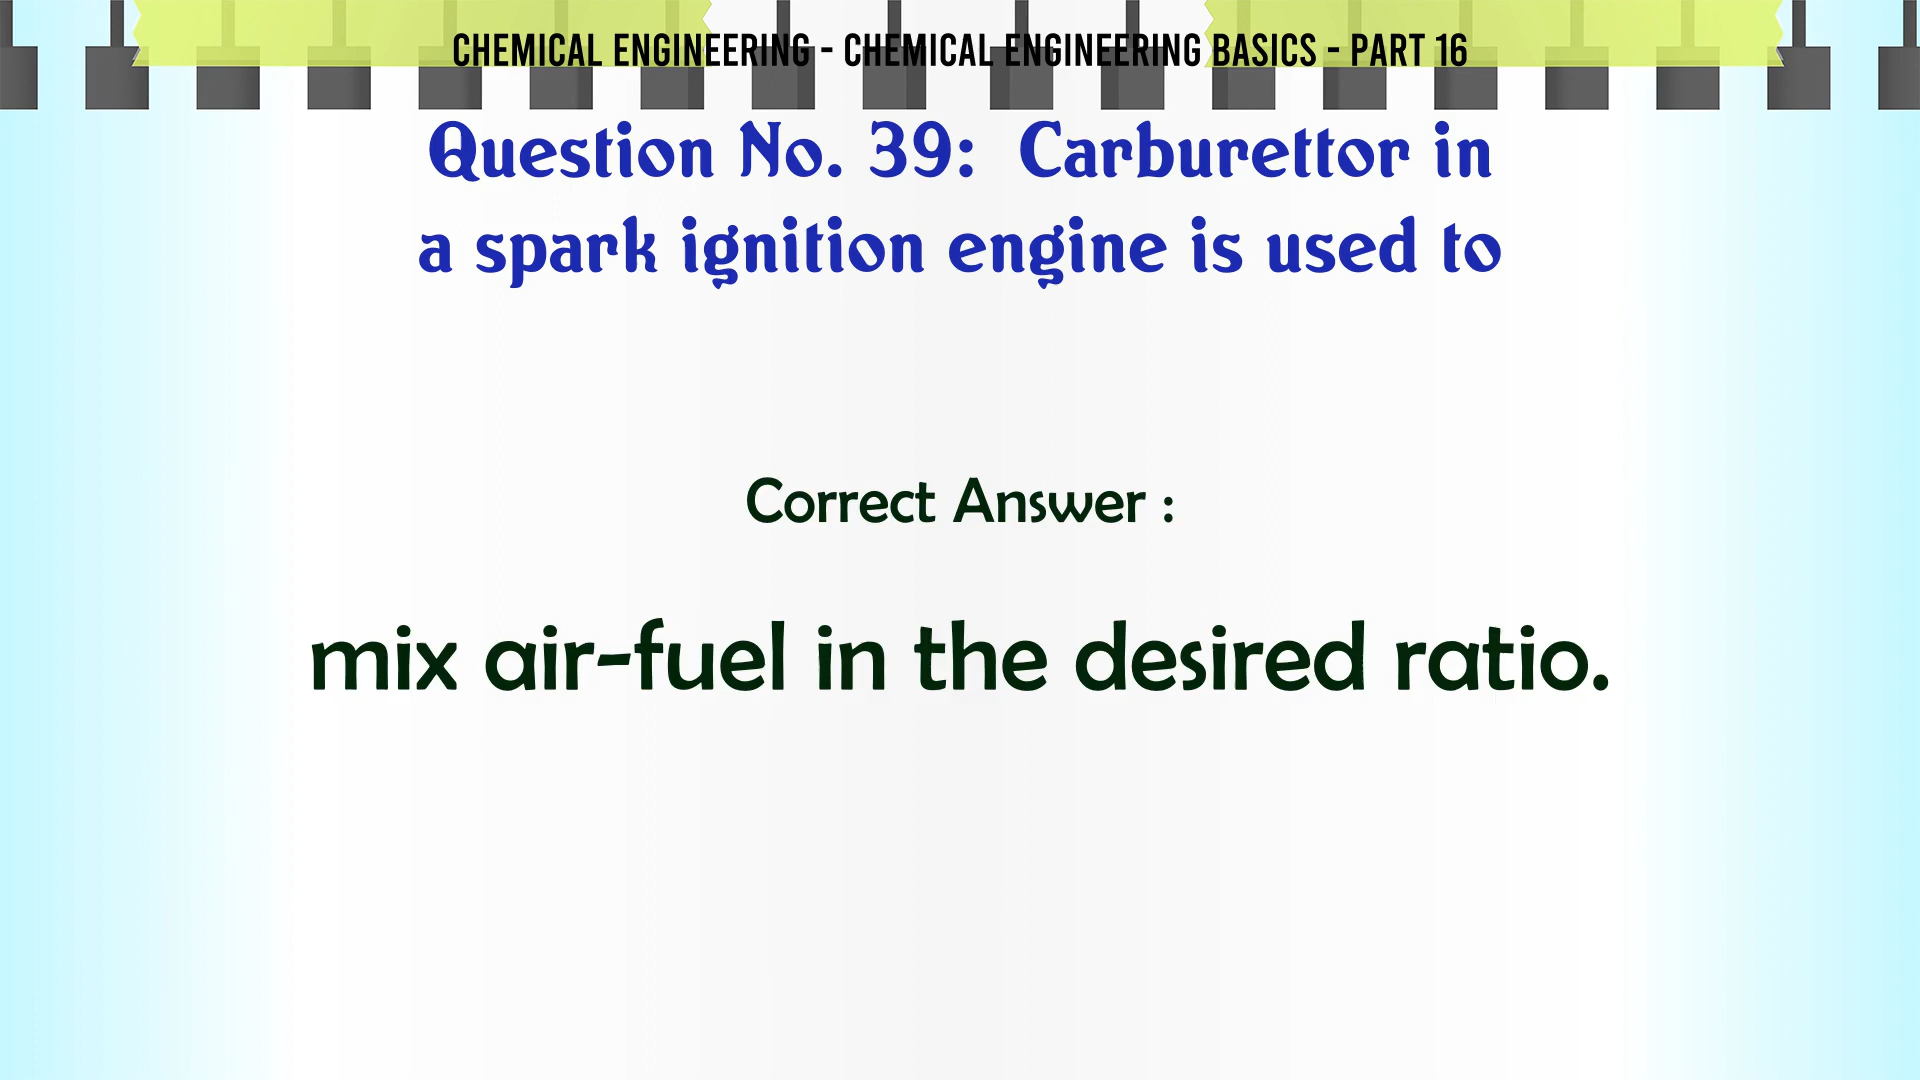 CHEMICAL ENGINEERING - CHEMICAL ENGINEERING BASICS - PART 16
Question No. 39: Carburettor in
a spark ignition engine is used to
Correct Answer :
mix air-fuel in the desired ratio.